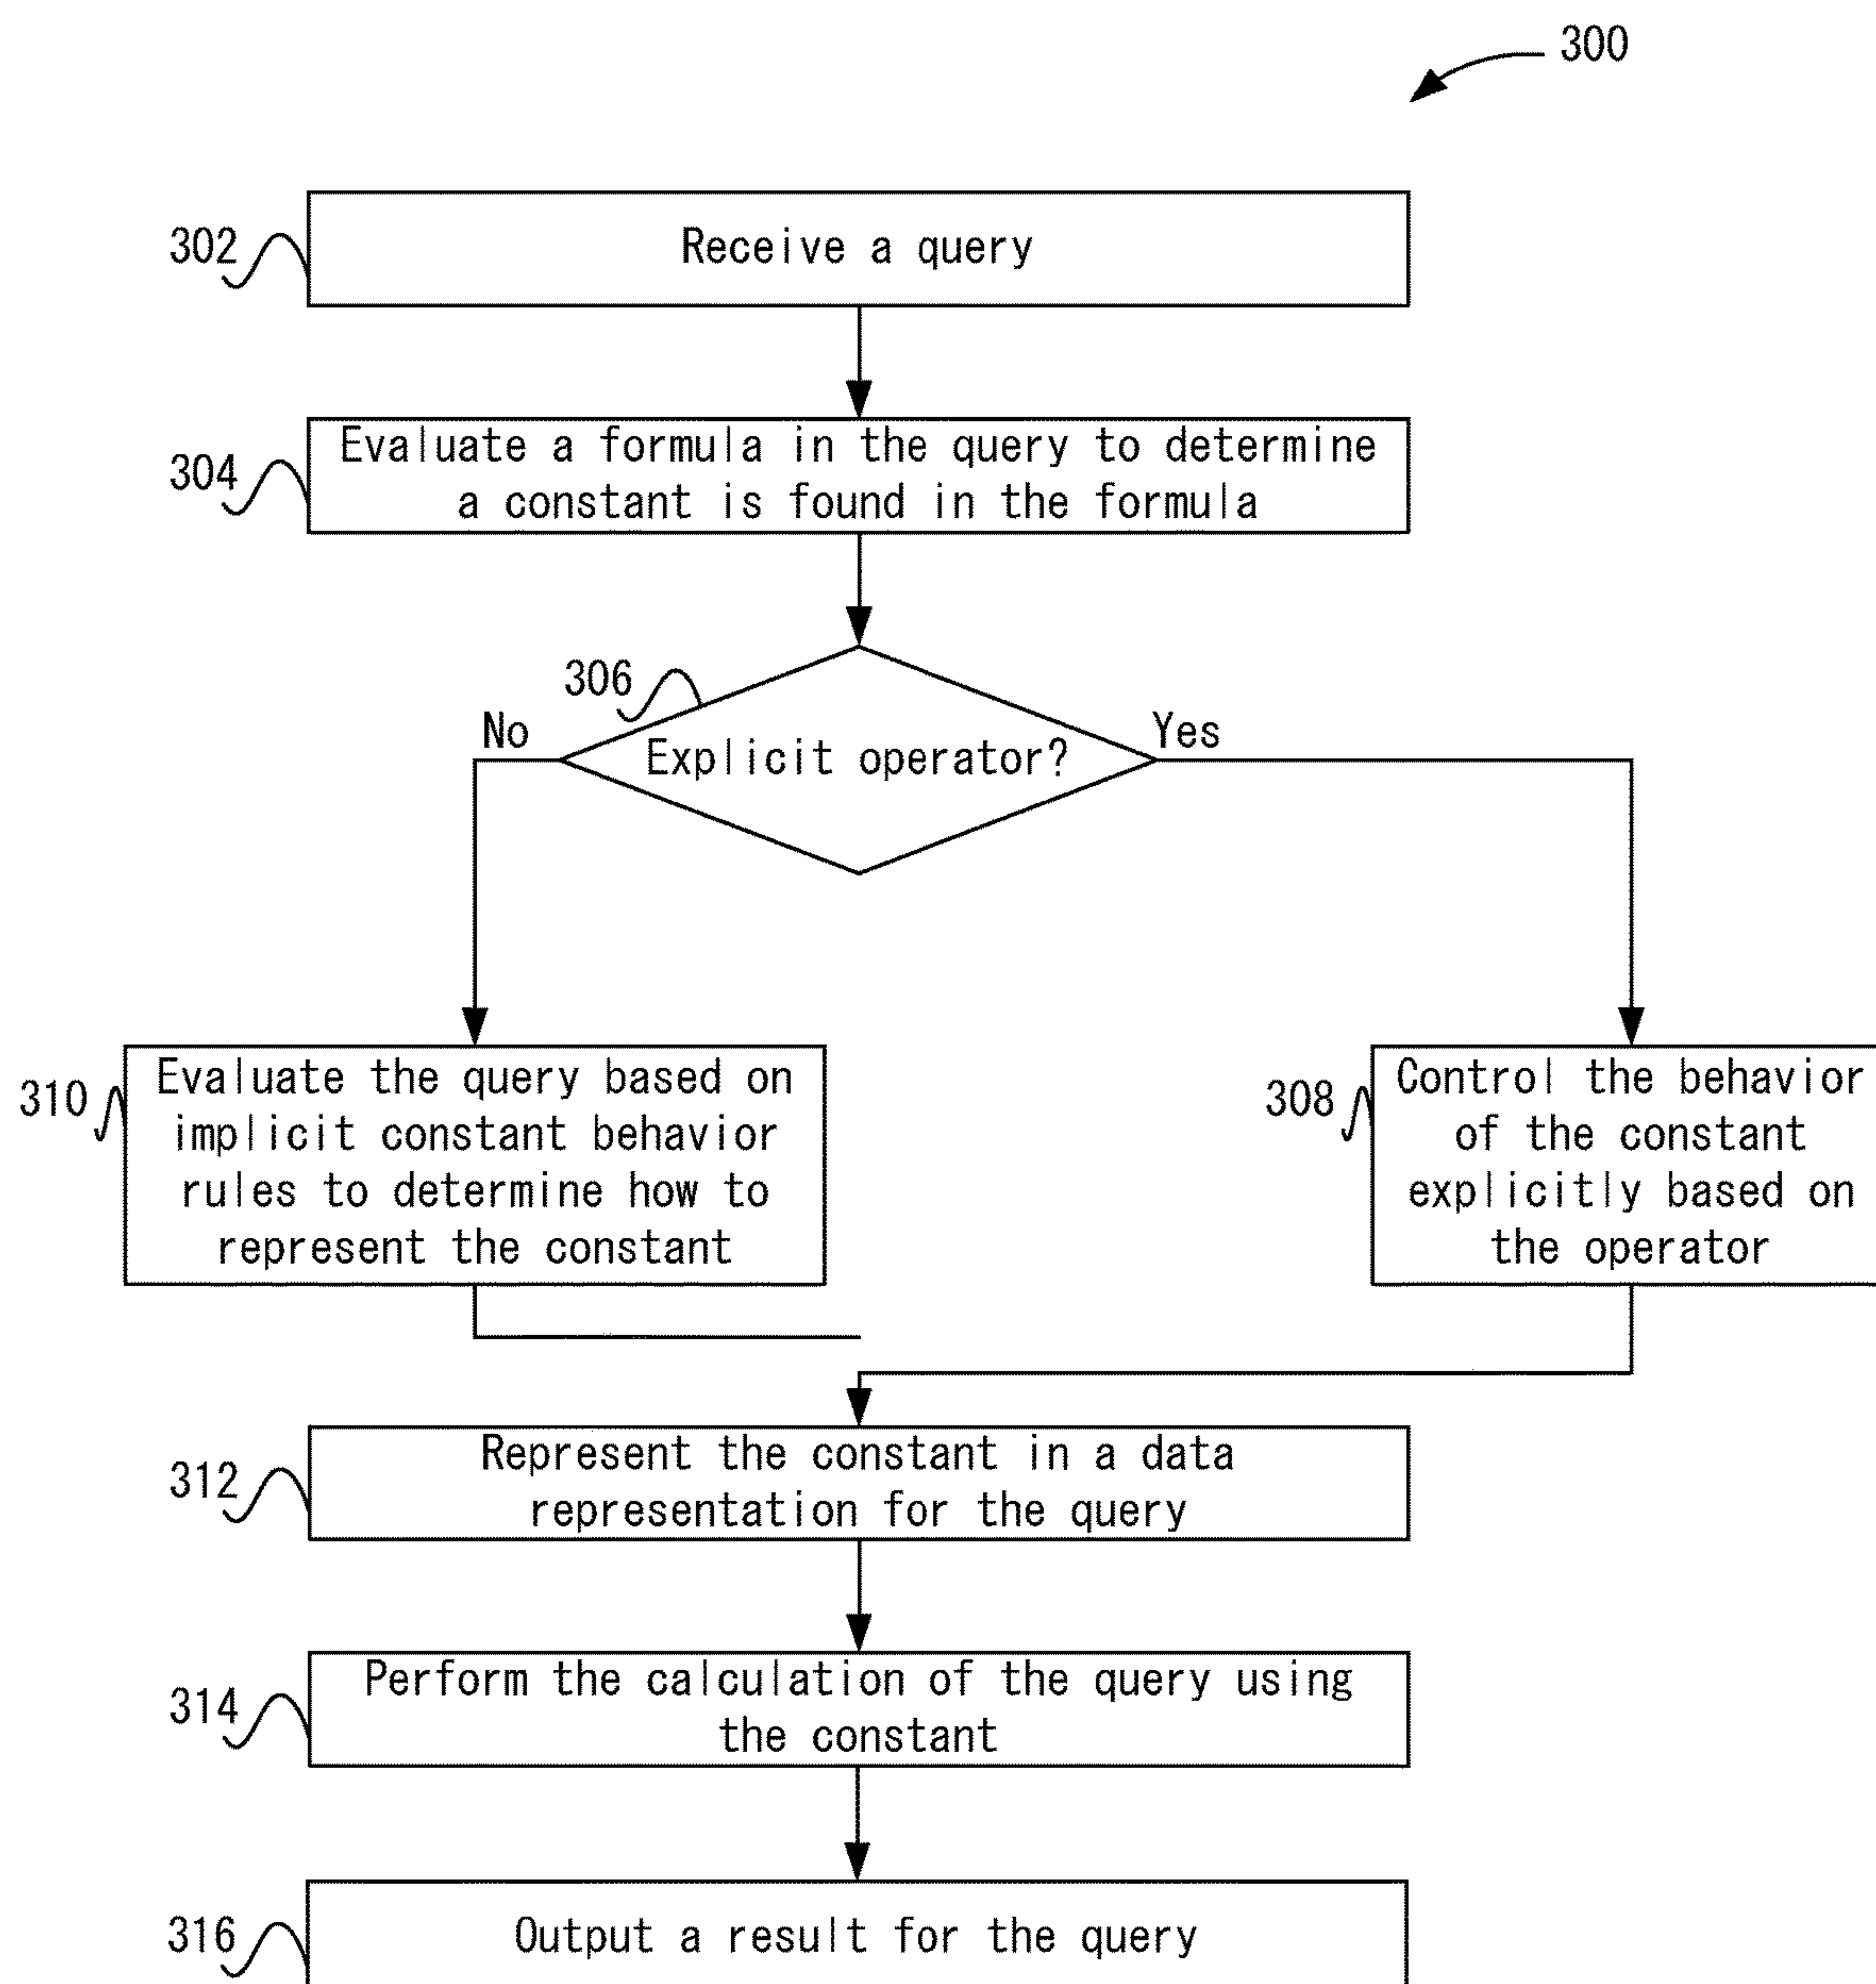 300
302
Receive a query
304
Evaluate a formula in the query to determine
a constant is found in the formula
306
No
Explicit operator?
Yes
310
Evaluate the query based on
implicit constant behavior
rules to determine how to
represent the constant
308
Control the behavior
of the constant
explicitly based on
the operator
312
Represent the constant in a data
representation for the query
314
Perform the calculation of the query using
the constant
316
Output a result for the query